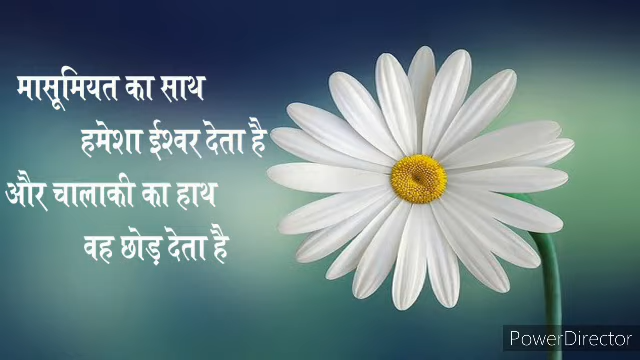 मासूमियत का साथ
हमेशा ईश्वर देता है
और चालाकी का हाथ
वह छोड़ देता है
PowerDirector